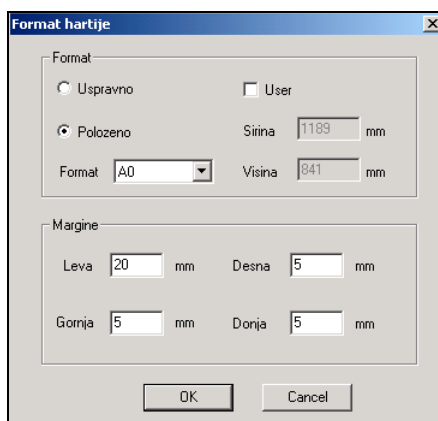 Format hartije
Format
Uspravno User
Polozeno Sirina 1189 mm
Format A0 Visina 841 mm
Margine
Leva 20 mm Desna 5 mm
Gornja 5 mm Donja 5 mm
OK Cancel